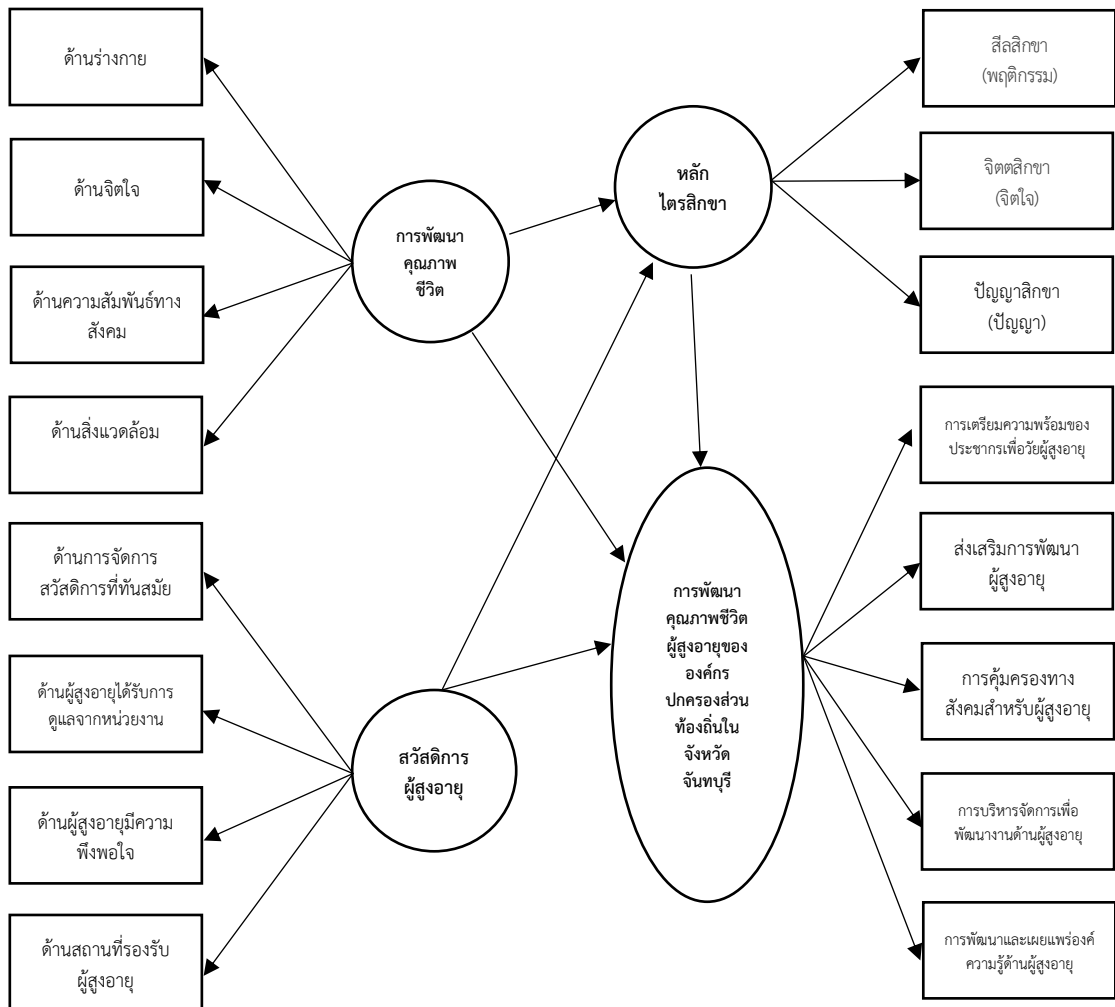 ด้านร่างกาย
ด้านจิตใจ
ด้านความสัมพันธ์ทาง
สังคม
ด้านสิ่งแวดล้อม
ด้านการจัดการ
สวัสดิการที่ทันสมัย
ด้านผู้สูงอายุได้รับการ
ดูแลจากหน่วยงาน
ด้านผู้สูงอายุมีความ
พึงพอใจ
ด้านสถานที่รองรับ
ผู้สูงอายุ
การพัฒนา
คุณภาพ
ชีวิต
สวัสดิการ
ผู้สูงอายุ
หลัก
ไตรสิกขา
การพัฒนา
คุณภาพชีวิต
ผู้สูงอายุของ
องค์กร
ปกครองส่วน
ท้องถิ่นใน
จังหวัด
จันทบุรี
สีลสิกขา
(พฤติกรรม)
จิตตสิกขา
(จิตใจ)
ปัญญาสิกขา
(ปัญญา)
การเตรียมความพร้อมของ
ประชากรเพื่อวัยผู้สูงอายุ
ส่งเสริมการพัฒนา
ผู้สูงอายุ
การคุ้มครองทาง
สังคมสำหรับผู้สูงอายุ
การบริหารจัดการเพื่อ
พัฒนางานด้านผู้สูงอายุ
การพัฒนาและเผยแพร่องค์
ความรู้ด้านผู้สูงอายุ